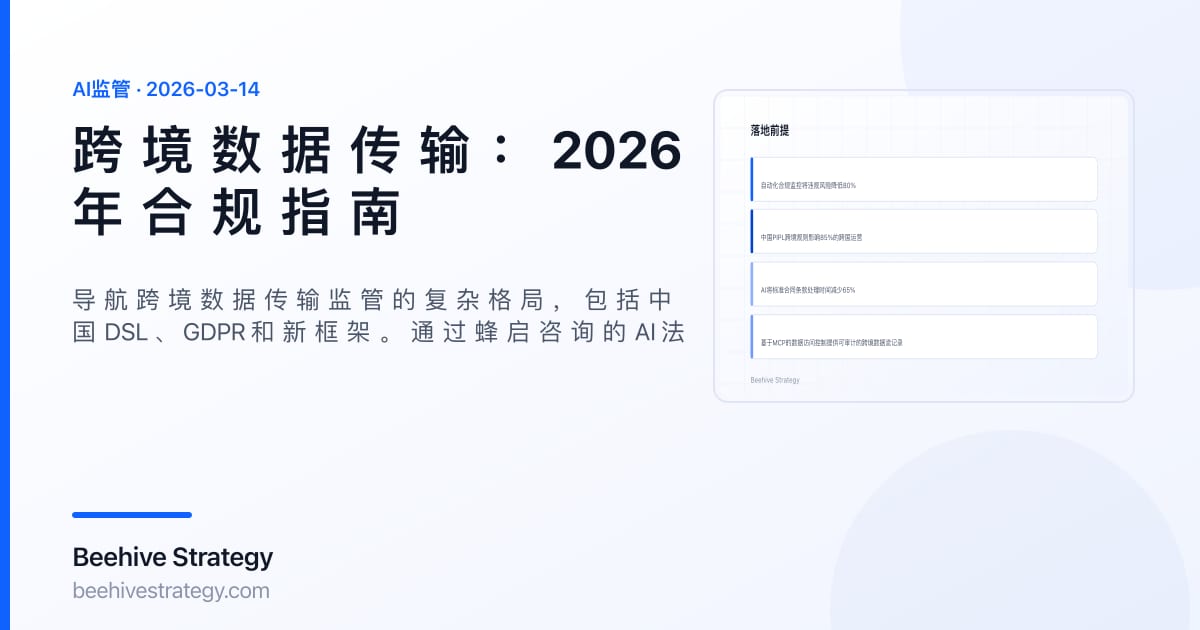 AI监管 · 2026-03-14
跨境数据传输：2026
年合规指南
导航跨境数据传输监管的复杂格局，包括中
国DSL、GDPR和新框架。通过蜂启咨询的AI法
落地前提
自动化合规监控将违规风险降低80%
中国PIPL跨境规则影响85%的跨国运营
AI将标准合同条款处理时间减少65%
基于MCP的数据访问控制提供可审计的跨境数据流记录
Beehive Strategy
Beehive Strategy
beehivestrategy.com